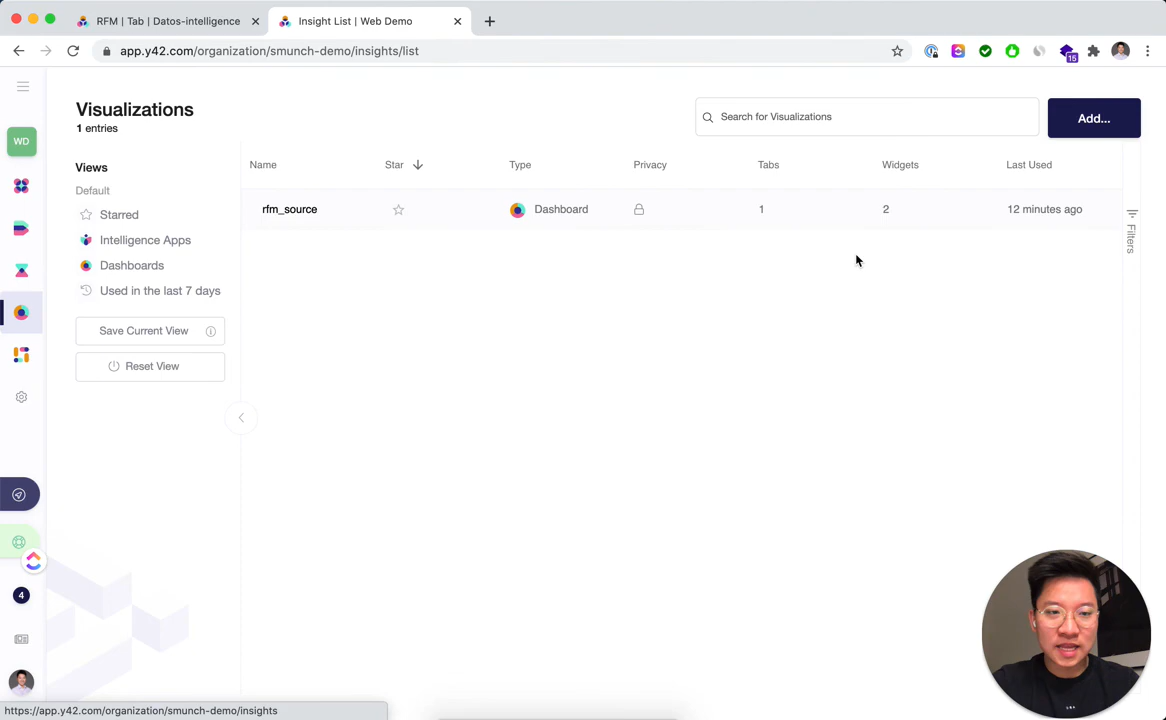 RFM | Tab | Datos-intelligence
Insight List | Web Demo
app.y42.com/organization/smunch-demo/insights/list
15
Visualizations
1 entries
Search for Visualizations
Add...
WD
Views
Default
Starred
Intelligence Apps
Dashboards
Used in the last 7 days
Save Current View
Reset View
Name Star Type Privacy Tabs Widgets Last Used
rfm_source Dashboard 1 2 12 minutes ago
Filters
4
https://app.y42.com/organization/smunch-demo/insights